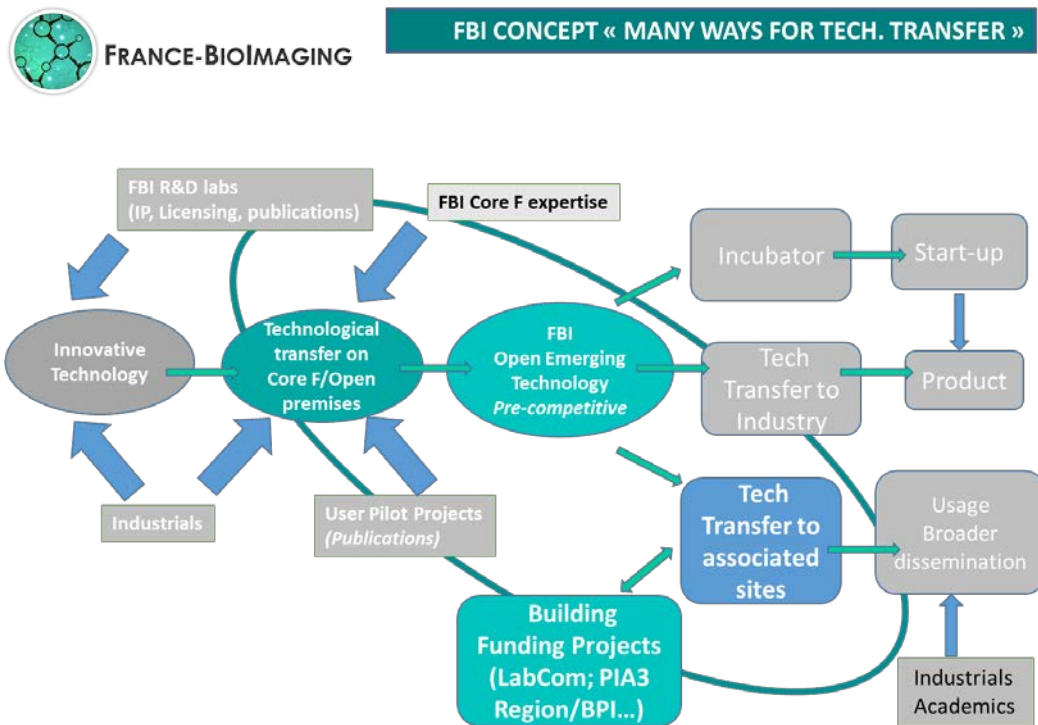 FRANCE-BIOIMAGING
FBI CONCEPT « MANY WAYS FOR TECH. TRANSFER »
FBI R&D labs
(IP, Licensing, publications)
FBI Core F expertise
Incubator
Start-up
Innovative
Technology
Technological
transfer on
Core F/Open
premises
FBI
Open Emerging
Technology
Pre-competitive
Tech
Transfer to
Industry
Product
Industrials
User Pilot Projects
(Publications)
Tech
Transfer to
associated
sites
Usage
Broader
dissemination
Building
Funding Projects
(LabCom; PIA3
Region/BPI...)
Industrials
Academics